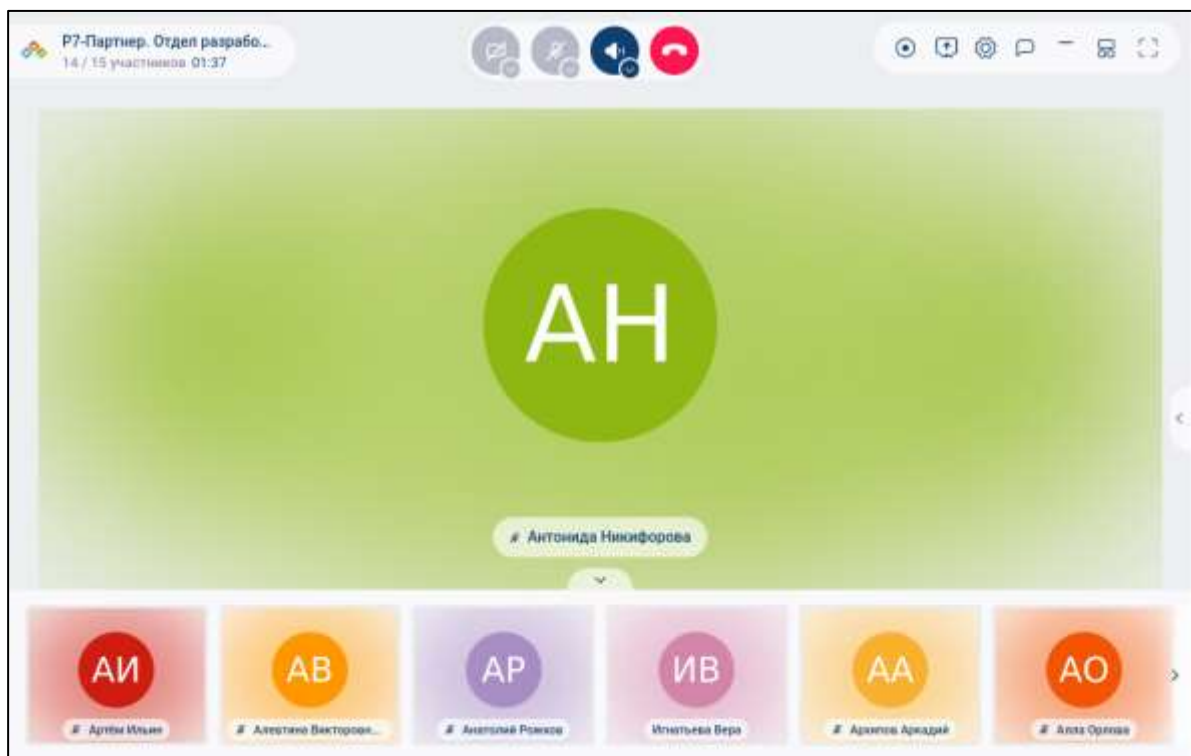 Р7-Партнер. Отдел разрабо...
14 / 15 участников 01:37
АН
Антонида Никифорова
АИ
АВ
АР
ИВ
АА
АО
Артём Ильин
Алевтина Викторовн...
Анатолий Рожков
Игнатьева Вера
Архипов Аркадий
Алла Орлова